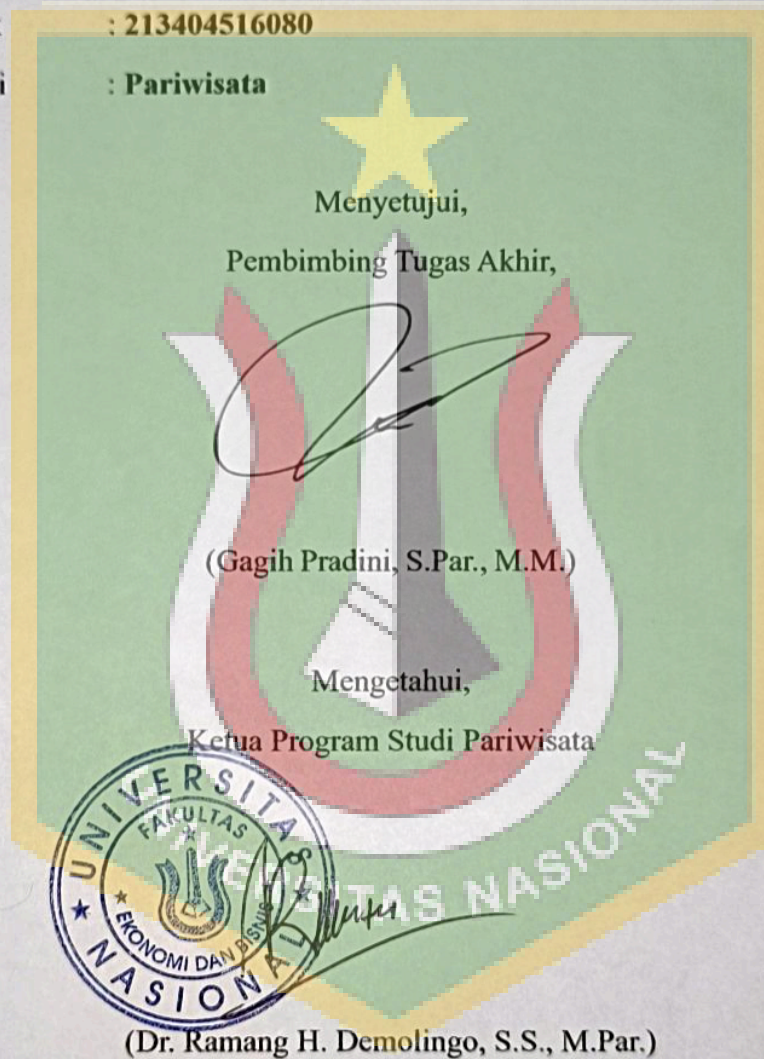 : 213404516080
i : Pariwisata
Menyetujui,
Pembimbing Tugas Akhir,
(Gagih Pradini, S.Par., M.M.)
Mengetahui,
Ketua Program Studi Pariwisata
UNIVERSITAS NASIONAL
UNIVERSITAS NASIONAL
FAKULTAS
EKONOMI DAN BISNIS
(Dr. Ramang H. Demolingo, S.S., M.Par.)